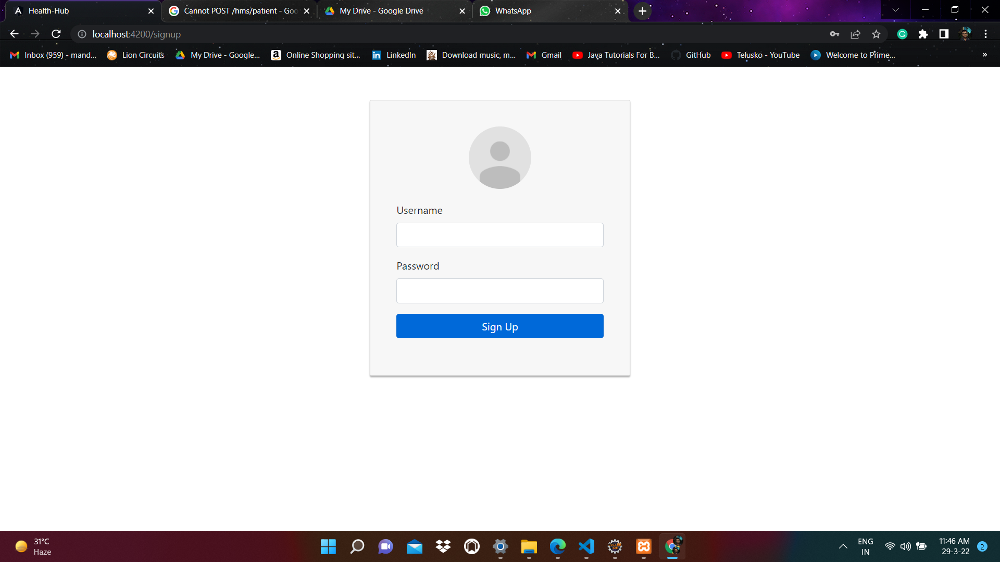 Health-Hub
Cannot POST /hms/patient - Goo
My Drive - Google Drive
WhatsApp
localhost:4200/signup
Inbox (959) - mand...
Lion Circuits
My Drive - Google...
Online Shopping sit...
LinkedIn
Download music, m...
Gmail
Java Tutorials For B...
GitHub
Telusko - YouTube
Welcome to Prime...
»
Username
Password
Sign Up
31°C
Haze
ENG
IN
11:46 AM
29-3-22
2